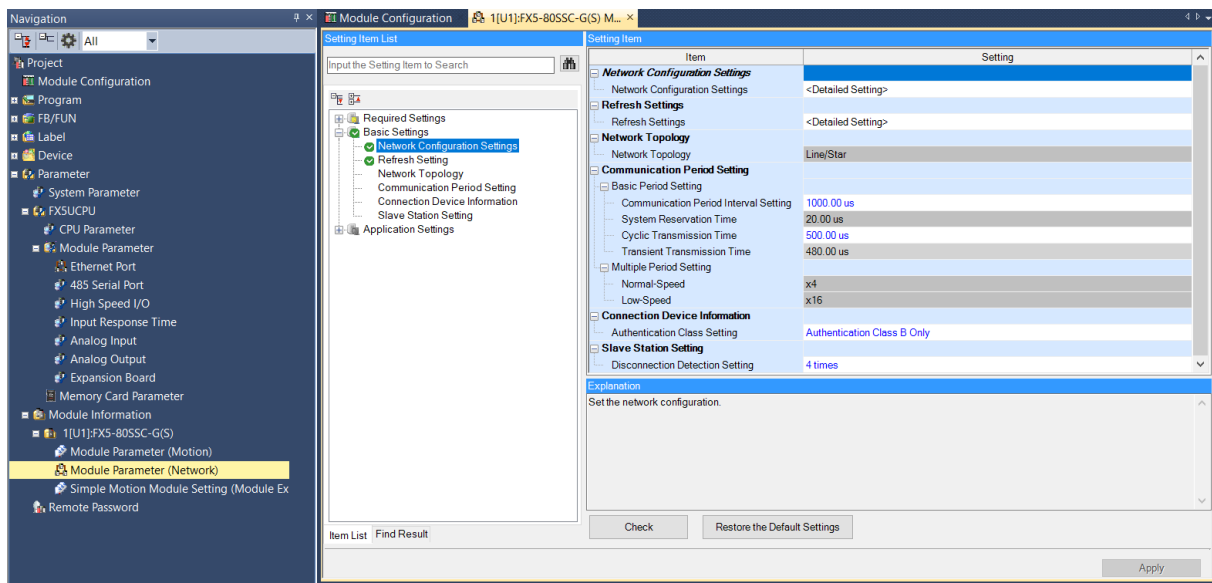 Navigation
All
Project
Module Configuration
Program
FB/FUN
Label
Device
Parameter
System Parameter
FX5UCPU
CPU Parameter
Module Parameter
Ethernet Port
485 Serial Port
High Speed I/O
Input Response Time
Analog Input
Analog Output
Expansion Board
Memory Card Parameter
Module Information
1[U1]:FX5-80SSC-G(S)
Module Parameter (Motion)
Module Parameter (Network)
Simple Motion Module Setting (Module Ex
Remote Password
Module Configuration
1[U1]:FX5-80SSC-G(S) M...
Setting Item List
Input the Setting Item to Search
Required Settings
Basic Settings
Network Configuration Settings
Refresh Setting
Network Topology
Communication Period Setting
Connection Device Information
Slave Station Setting
Application Settings
Item List Find Result
Setting Item
Item Setting
Network Configuration Settings
Network Configuration Settings <Detailed Setting>
Refresh Settings
Refresh Settings <Detailed Setting>
Network Topology
Network Topology Line/Star
Communication Period Setting
Basic Period Setting
Communication Period Interval Setting 1000.00 us
System Reservation Time 20.00 us
Cyclic Transmission Time 500.00 us
Transient Transmission Time 480.00 us
Multiple Period Setting
Normal-Speed x4
Low-Speed x16
Connection Device Information
Authentication Class Setting Authentication Class B Only
Slave Station Setting
Disconnection Detection Setting 4 times
Explanation
Set the network configuration.
Check Restore the Default Settings
Apply